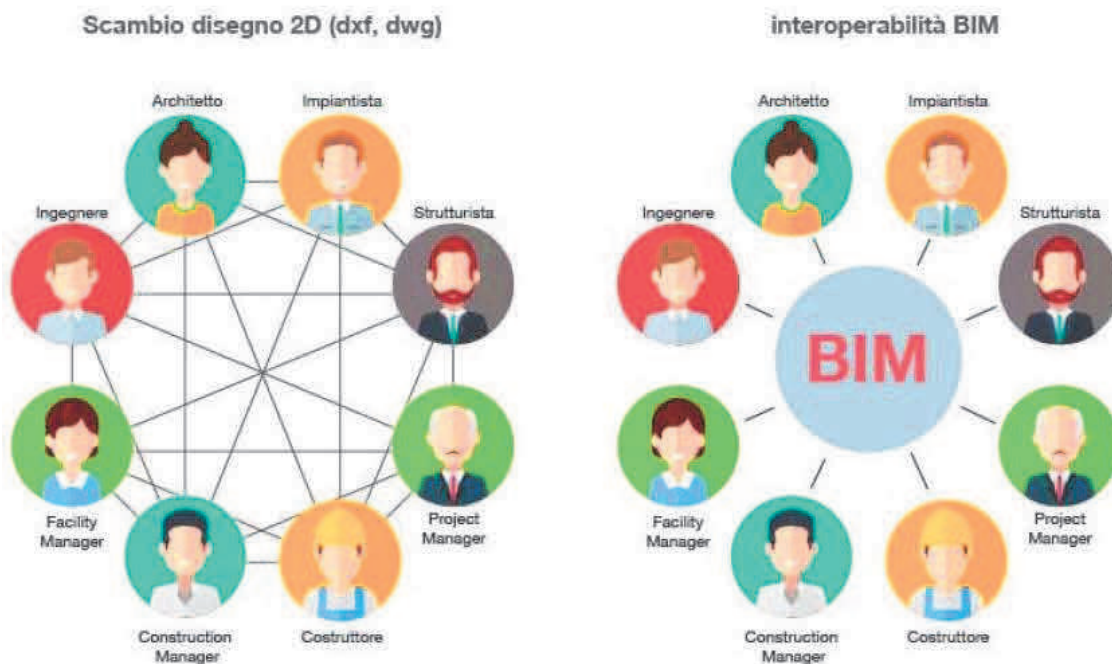 Scambio disegno 2D (dxf, dwg)
Architetto
Impiantista
Ingegnere
Strutturista
Facility
Manager
Project
Manager
Construction
Manager
Costruttore
interoperabilità BIM
Architetto
Impiantista
Ingegnere
Strutturista
BIM
Facility
Manager
Project
Manager
Construction
Manager
Costruttore